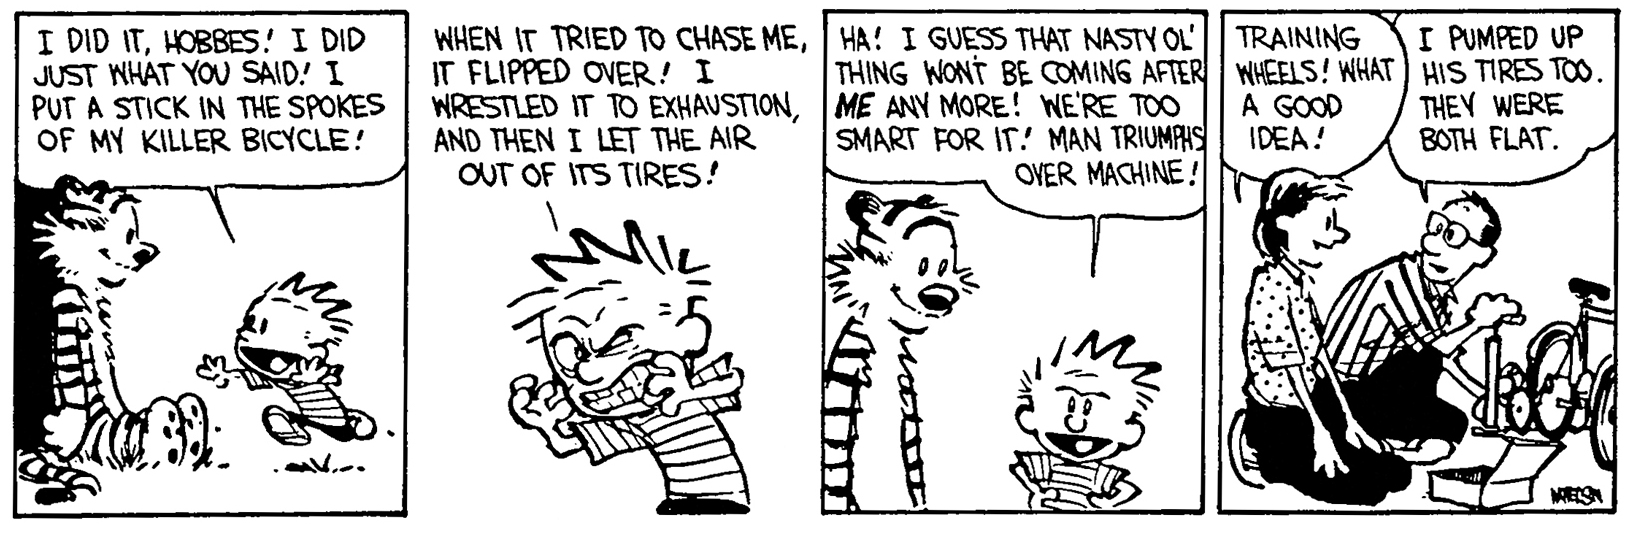 I DID IT, HOBBES! I DID
JUST WHAT YOU SAID! I
PUT A STICK IN THE SPOKES
OF MY KILLER BICYCLE!
WHEN IT TRIED TO CHASE ME,
IT FLIPPED OVER! I
WRESTLED IT TO EXHAUSTION,
AND THEN I LET THE AIR
OUT OF ITS TIRES!
HA! I GUESS THAT NASTY OL'
THING WON'T BE COMING AFTER
ME ANY MORE! WE'RE TOO
SMART FOR IT! MAN TRIUMPHS
OVER MACHINE!
TRAINING
WHEELS! WHAT
A GOOD
IDEA!
I PUMPED UP
HIS TIRES TOO.
THEY WERE
BOTH FLAT.
WATTERSON